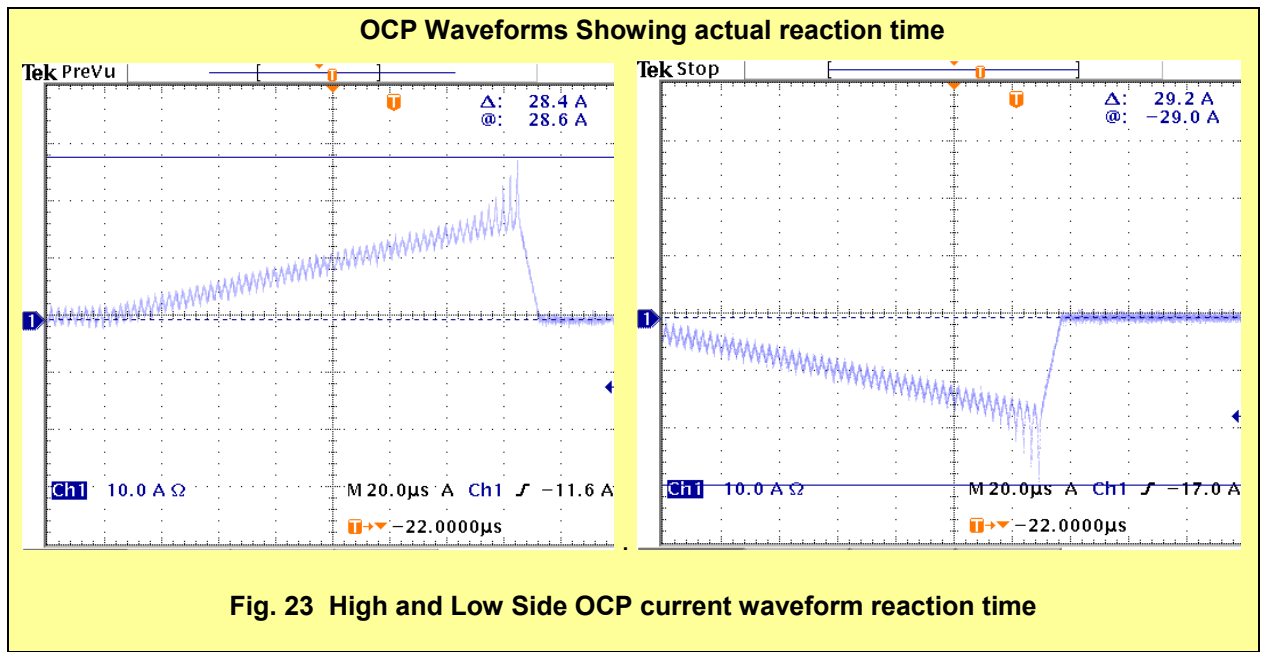 OCP Waveforms Showing actual reaction time
Tek PreVu
T
T
Δ: 28.4 A
@: 28.6 A
1
Ch1 10.0 A Ω
M 20.0µs A Ch1 ʃ −11.6 A
T→▼ −22.0000µs
Tek Stop
T
T
Δ: 29.2 A
@: −29.0 A
1
Ch1 10.0 A Ω
M 20.0µs A Ch1 ʃ −17.0 A
T→▼ −22.0000µs
.
Fig. 23 High and Low Side OCP current waveform reaction time